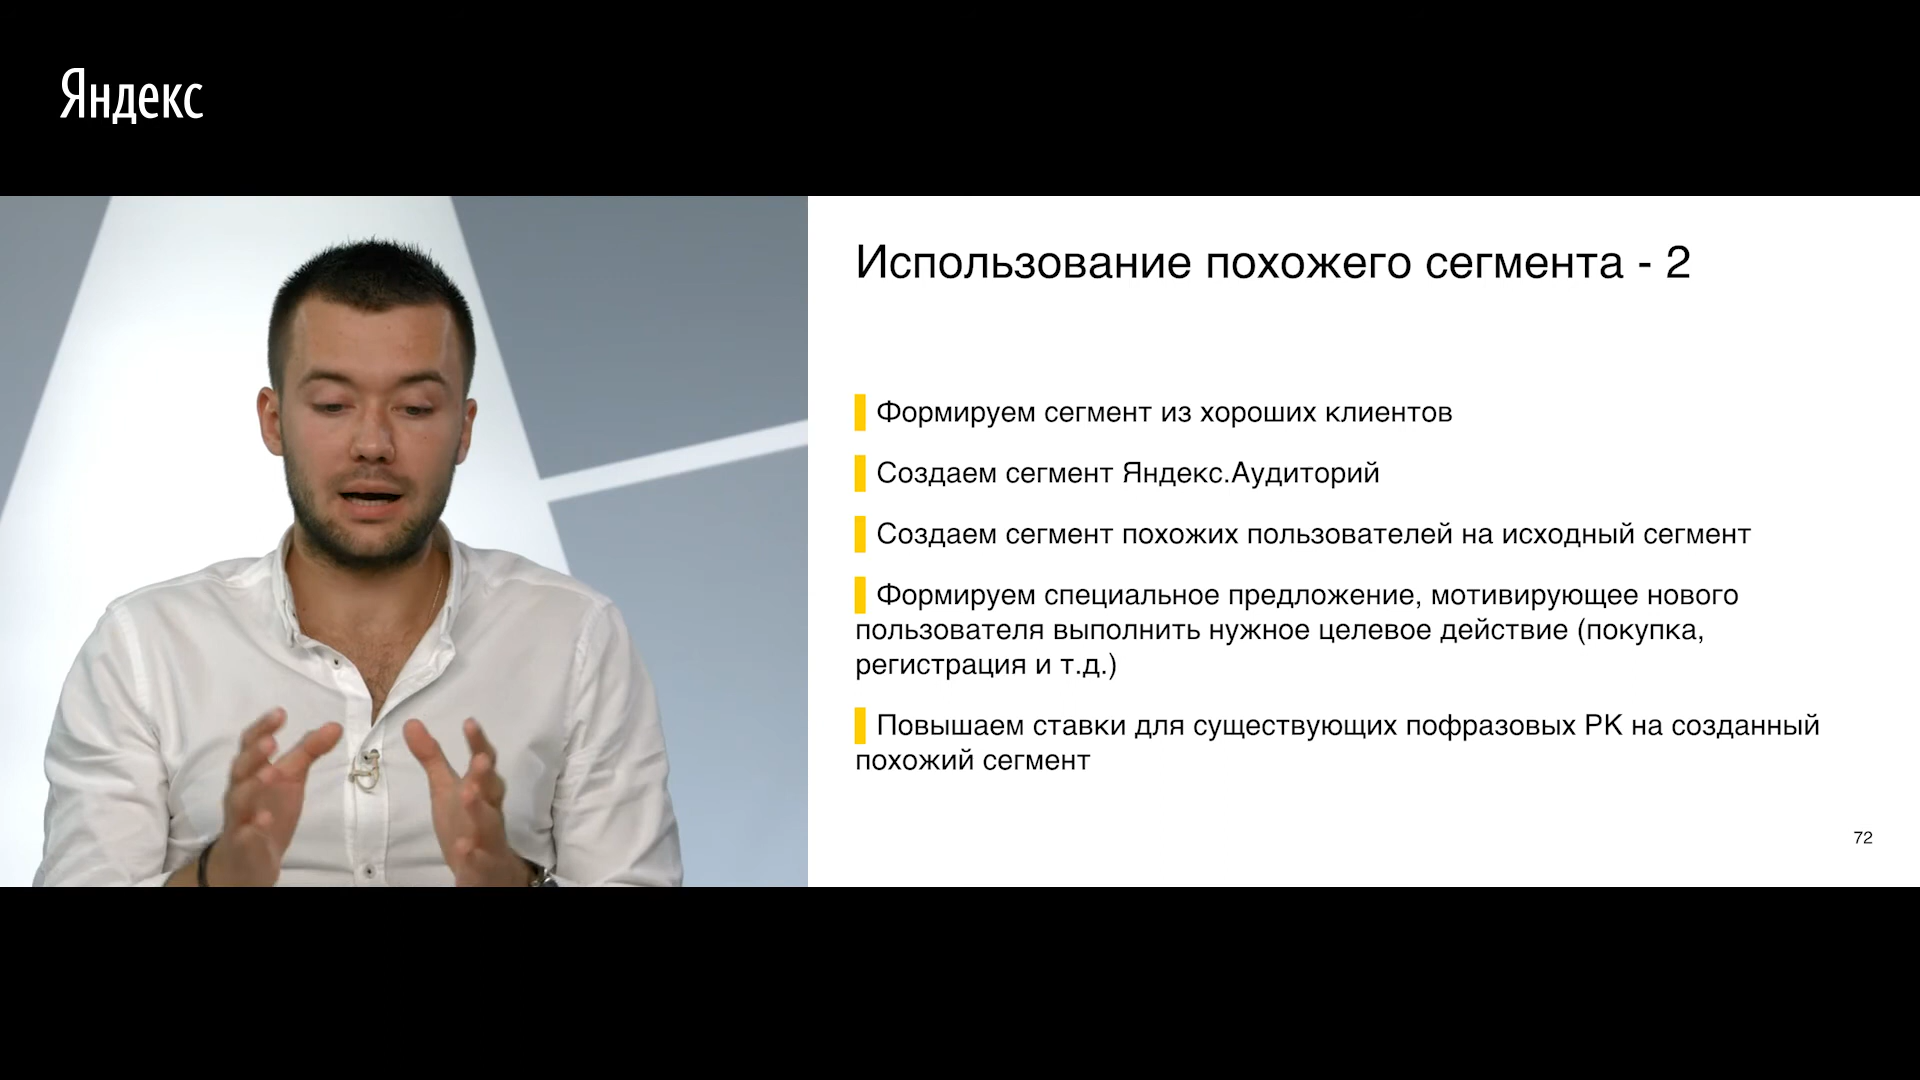 Яндекс
Использование похожего сегмента - 2
Формируем сегмент из хороших клиентов
Создаем сегмент Яндекс.Аудиторий
Создаем сегмент похожих пользователей на исходный сегмент
Формируем специальное предложение, мотивирующее нового
пользователя выполнить нужное целевое действие (покупка,
регистрация и т.д.)
Повышаем ставки для существующих пофразовых РК на созданный
похожий сегмент
72